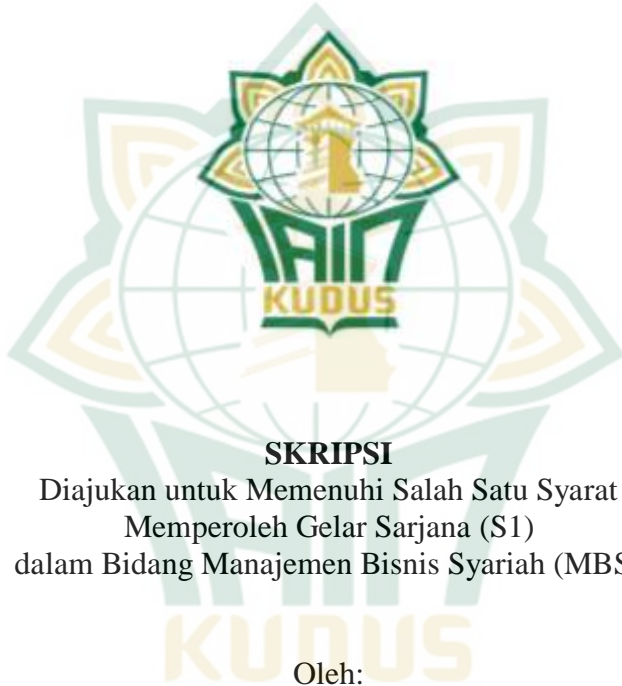 IAIN
KUDUS
SKRIPSI
Diajukan untuk Memenuhi Salah Satu Syarat
Memperoleh Gelar Sarjana (S1)
dalam Bidang Manajemen Bisnis Syariah (MBS
KUDUS
Oleh: